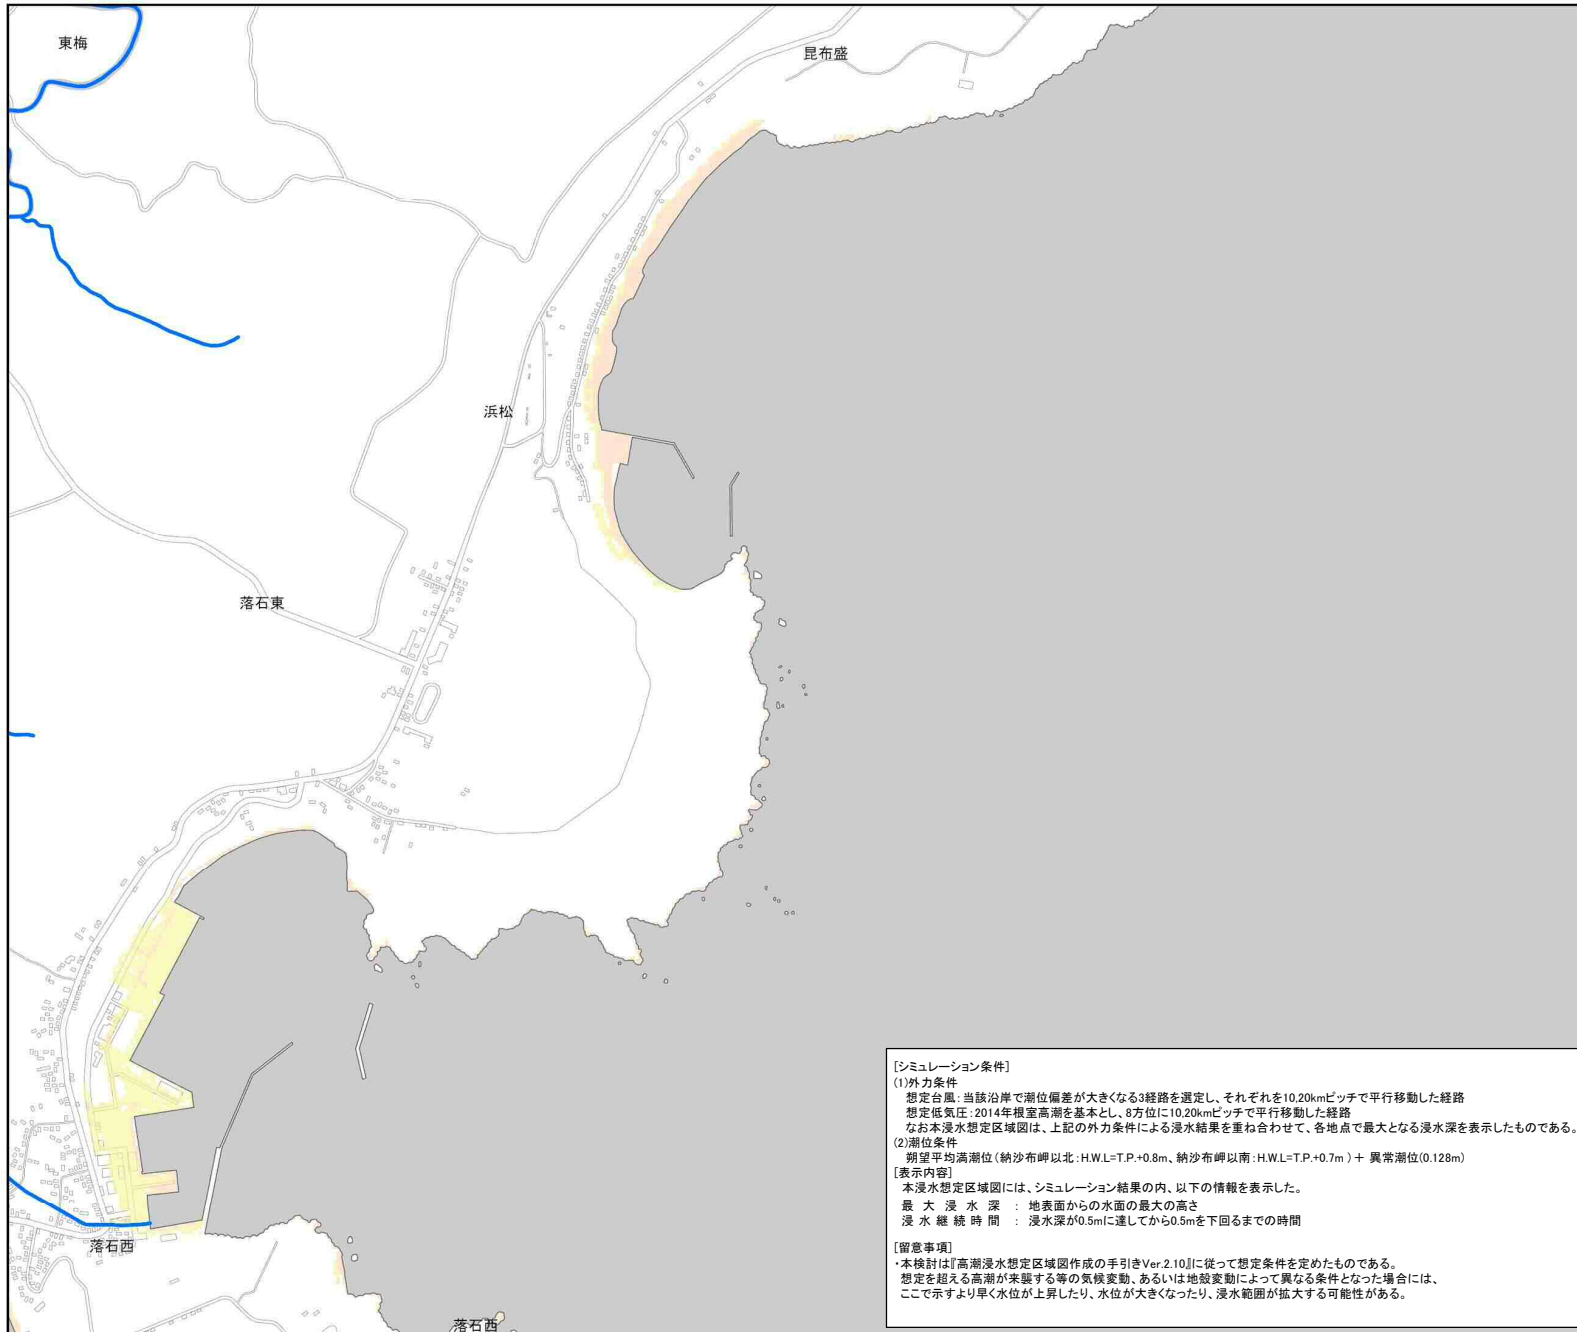 東梅
昆布盛
浜松
落石東
落石西
落石西
[シミュレーション条件]
(1)外力条件
想定台風:当該沿岸で潮位偏差が大きくなる3経路を選定し、それぞれを10,20kmピッチで平行移動した経路
想定低気圧:2014年根室高潮を基本とし、8方位に10,20kmピッチで平行移動した経路
なお本浸水想定区域図は、上記の外力条件による浸水結果を重ね合わせて、各地点で最大となる浸水深を表示したものである。
(2)潮位条件
朔望平均満潮位(納沙布岬以北:H.W.L=T.P.+0.8m、納沙布岬以南:H.W.L=T.P.+0.7m)+ 異常潮位(0.128m)
[表示内容]
本浸水想定区域図には、シミュレーション結果の内、以下の情報を表示した。
最 大 浸 水 深 : 地表面からの水面の最大の高さ
浸 水 継 続 時 間 : 浸水深が0.5mに達してから0.5mを下回るまでの時間
[留意事項]
・本検討は『高潮浸水想定区域図作成の手引きVer.2.10』に従って想定条件を定めたものである。
想定を超える高潮が来襲する等の気候変動、あるいは地殻変動によって異なる条件となった場合には、
ここで示すより早く水位が上昇したり、水位が大きくなったり、浸水範囲が拡大する可能性がある。